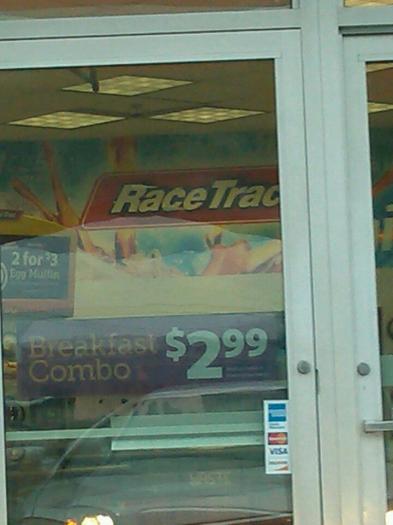 RaceTrac
2 for $3
Egg Muffin
Breakfast
Combo
$2.99
VISA